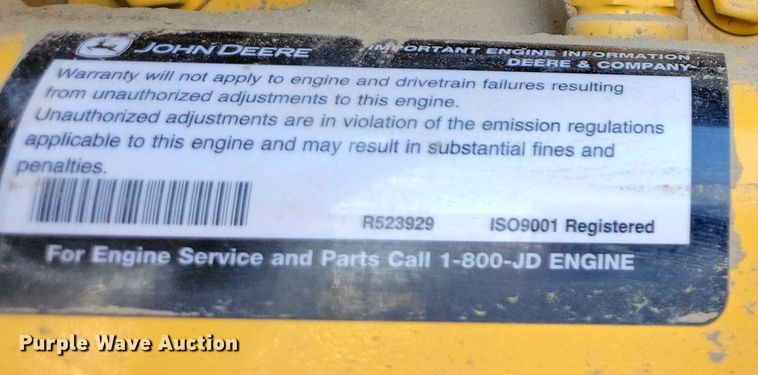 JOHN DEERE
IMPORTANT ENGINE INFORMATION
DEERE & COMPANY
Warranty will not apply to engine and drivetrain failures resulting
from unauthorized adjustments to this engine.
Unauthorized adjustments are in violation of the emission regulations
applicable to this engine and may result in substantial fines and
penalties.
R523929 ISO9001 Registered
For Engine Service and Parts Call 1-800-JD ENGINE
Purple Wave Auction